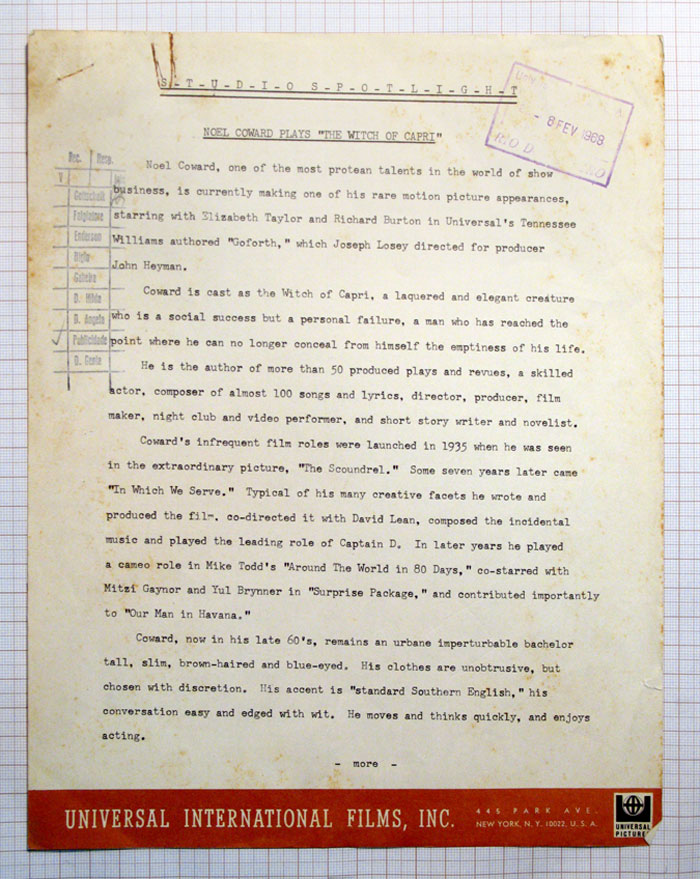 S-T-U-D-I-O S-P-O-T-L-I-G-H-T
- 8 FEV 1968
RIO D
NOEL COWARD PLAYS "THE WITCH OF CAPRI"
Rec. Resp.
Noel Coward, one of the most protean talents in the world of show
business, is currently making one of his rare motion picture appearances,
starring with Elizabeth Taylor and Richard Burton in Universal's Tennessee
Williams authored "Goforth," which Joseph Losey directed for producer
John Heyman.
Gottschalk
Enderson
D. Hilda
D. Angela
Publicidade
D. Genie
Coward is cast as the Witch of Capri, a laquered and elegant creature
who is a social success but a personal failure, a man who has reached the
point where he can no longer conceal from himself the emptiness of his life.
He is the author of more than 50 produced plays and revues, a skilled
actor, composer of almost 100 songs and lyrics, director, producer, film
maker, night club and video performer, and short story writer and novelist.
Coward's infrequent film roles were launched in 1935 when he was seen
in the extraordinary picture, "The Scoundrel." Some seven years later came
"In Which We Serve." Typical of his many creative facets he wrote and
produced the film, co-directed it with David Lean, composed the incidental
music and played the leading role of Captain D. In later years he played
a cameo role in Mike Todd's "Around The World in 80 Days," co-starred with
Mitzi Gaynor and Yul Brynner in "Surprise Package," and contributed importantly
to "Our Man in Havana."
Coward, now in his late 60's, remains an urbane imperturbable bachelor
tall, slim, brown-haired and blue-eyed. His clothes are unobtrusive, but
chosen with discretion. His accent is "standard Southern English," his
conversation easy and edged with wit. He moves and thinks quickly, and enjoys
acting.
- more -
UNIVERSAL INTERNATIONAL FILMS, INC.
445 PARK AVE.
NEW YORK, N.Y. 10022, U.S.A.
UNIVERSAL
PICTURE